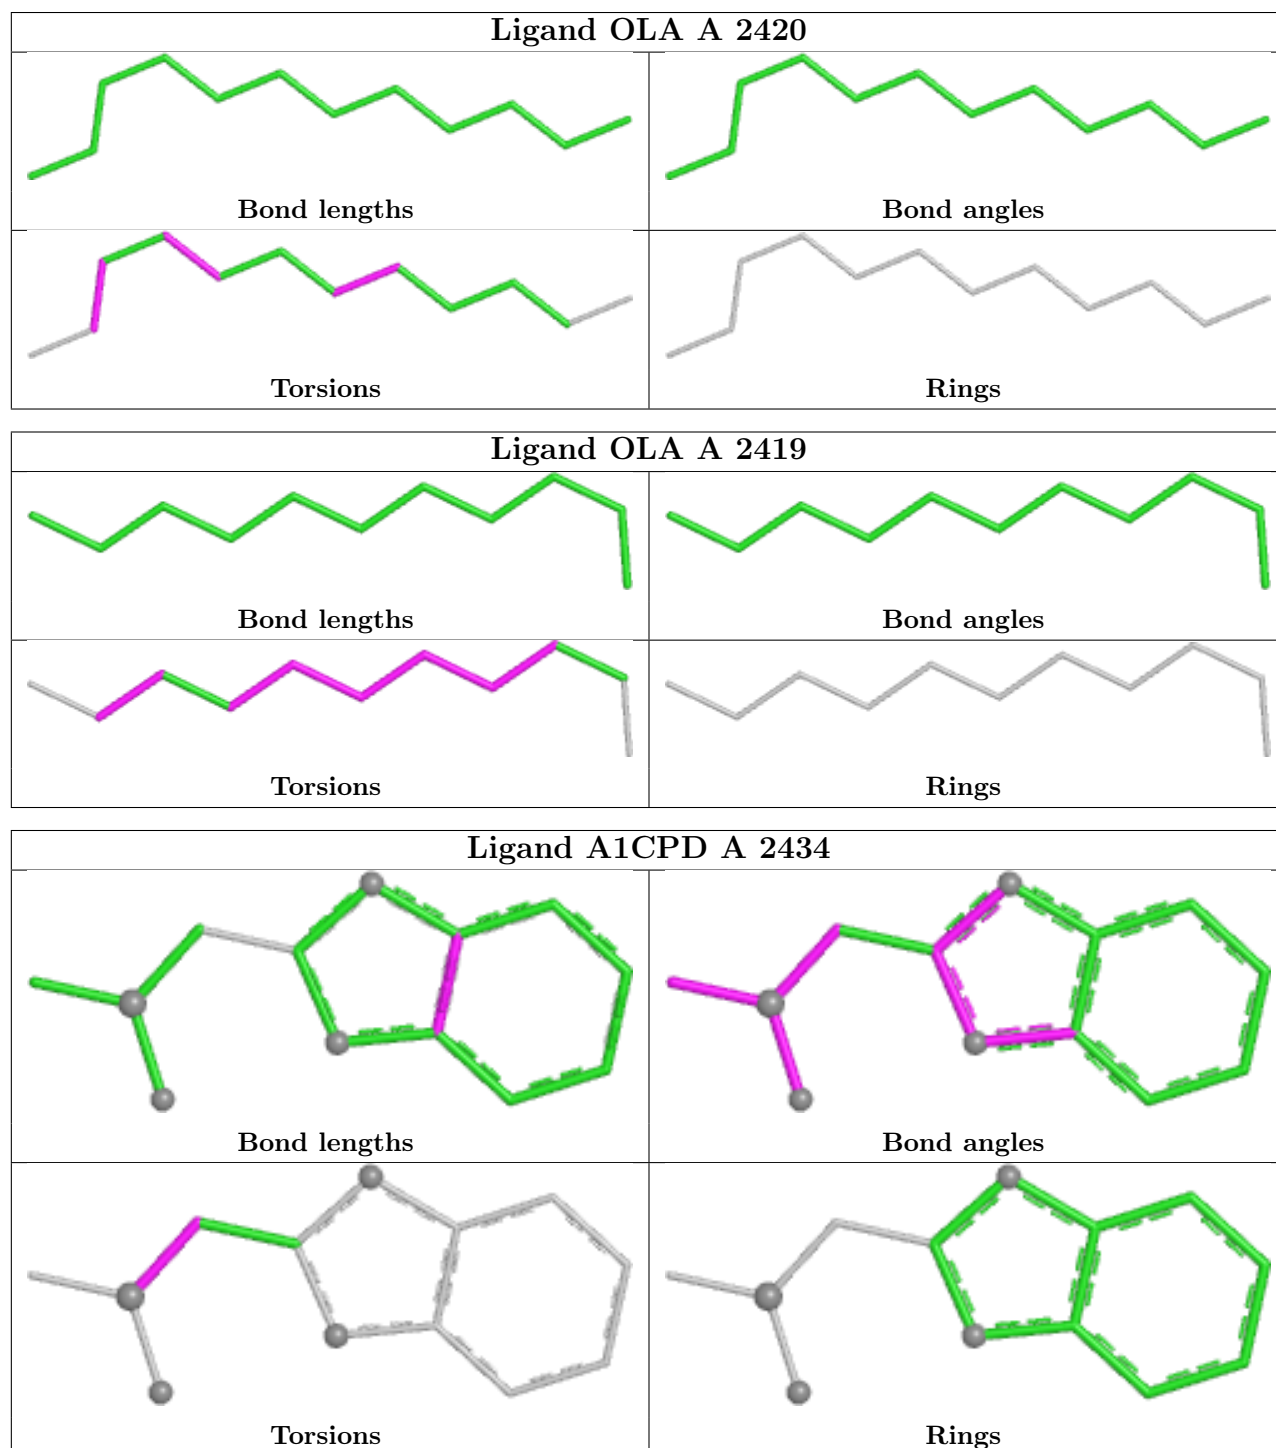 Ligand OLA A 2420
Bond lengths
Bond angles
Torsions
Rings
Ligand OLA A 2419
Bond lengths
Bond angles
Torsions
Rings
Ligand A1CPD A 2434
Bond lengths
Bond angles
Torsions
Rings